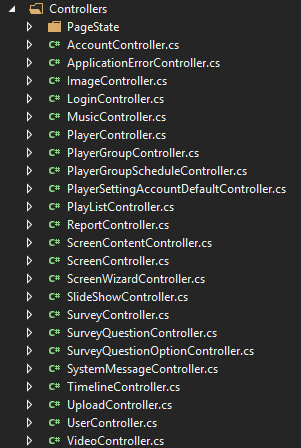 Controllers
PageState
C# AccountController.cs
C# ApplicationErrorController.cs
C# ImageController.cs
C# LoginController.cs
C# MusicController.cs
C# PlayerController.cs
C# PlayerGroupController.cs
C# PlayerGroupScheduleController.cs
C# PlayerSettingAccountDefaultController.cs
C# PlayListController.cs
C# ReportController.cs
C# ScreenContentController.cs
C# ScreenController.cs
C# ScreenWizardController.cs
C# SlideShowController.cs
C# SurveyController.cs
C# SurveyQuestionController.cs
C# SurveyQuestionOptionController.cs
C# SystemMessageController.cs
C# TimelineController.cs
C# UploadController.cs
C# UserController.cs
C# VideoController.cs